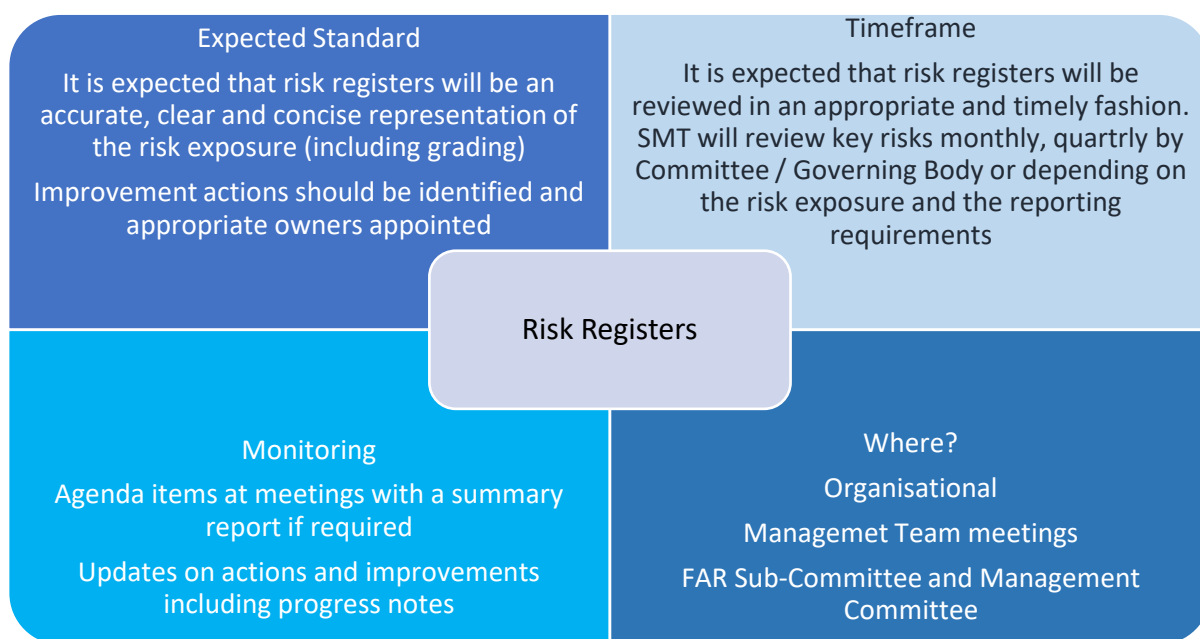 Expected Standard
It is expected that risk registers will be an
accurate, clear and concise representation of
the risk exposure (including grading)
Improvement actions should be identified and
appropriate owners appointed
Timeframe
It is expected that risk registers will be
reviewed in an appropriate and timely fashion.
SMT will review key risks monthly, quartrly by
Committee / Governing Body or depending on
the risk exposure and the reporting
requirements
Risk Registers
Monitoring
Agenda items at meetings with a summary
report if required
Updates on actions and improvements
including progress notes
Where?
Organisational
Managemet Team meetings
FAR Sub-Committee and Management
Committee